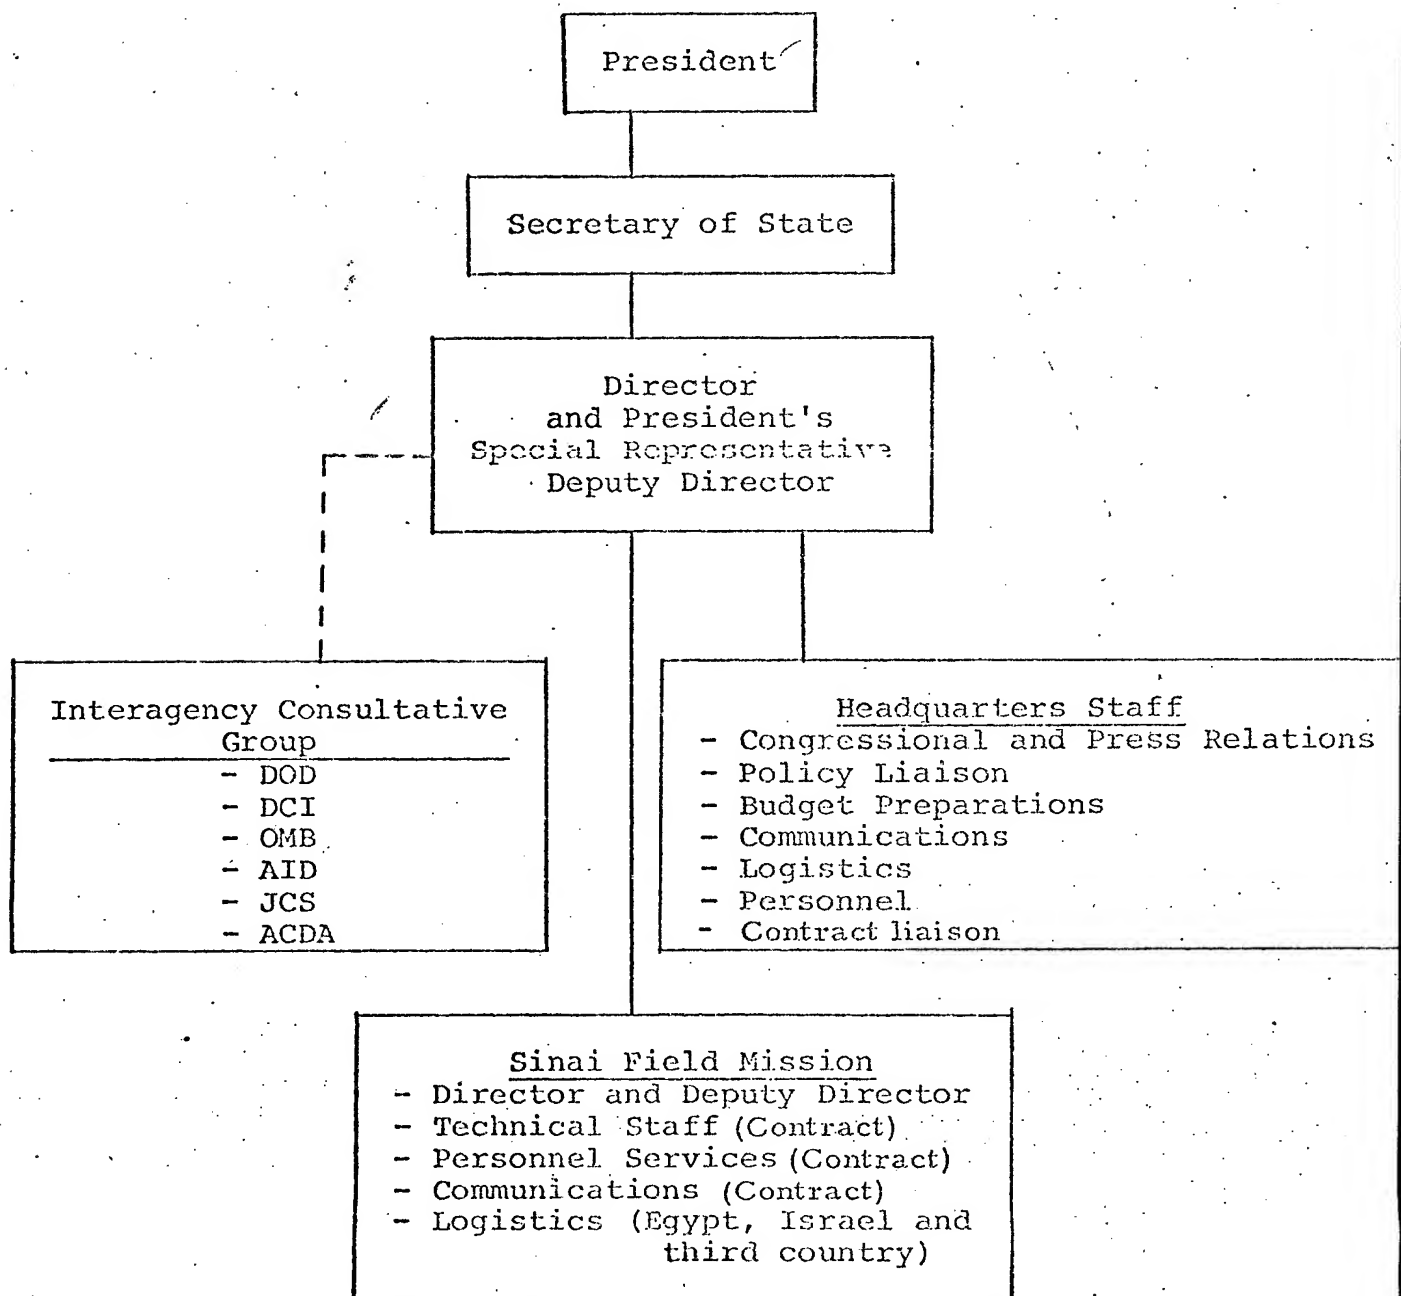 President
Secretary of State
Director
and President's
Special Representative
Deputy Director
Interagency Consultative
Group
- DOD
- DCI
- OMB
- AID
- JCS
- ACDA
Headquarters Staff
- Congressional and Press Relations
- Policy Liaison
- Budget Preparations
- Communications
- Logistics
- Personnel
- Contract liaison
Sinai Field Mission
- Director and Deputy Director
- Technical Staff (Contract)
- Personnel Services (Contract)
- Communications (Contract)
- Logistics (Egypt, Israel and
third country)